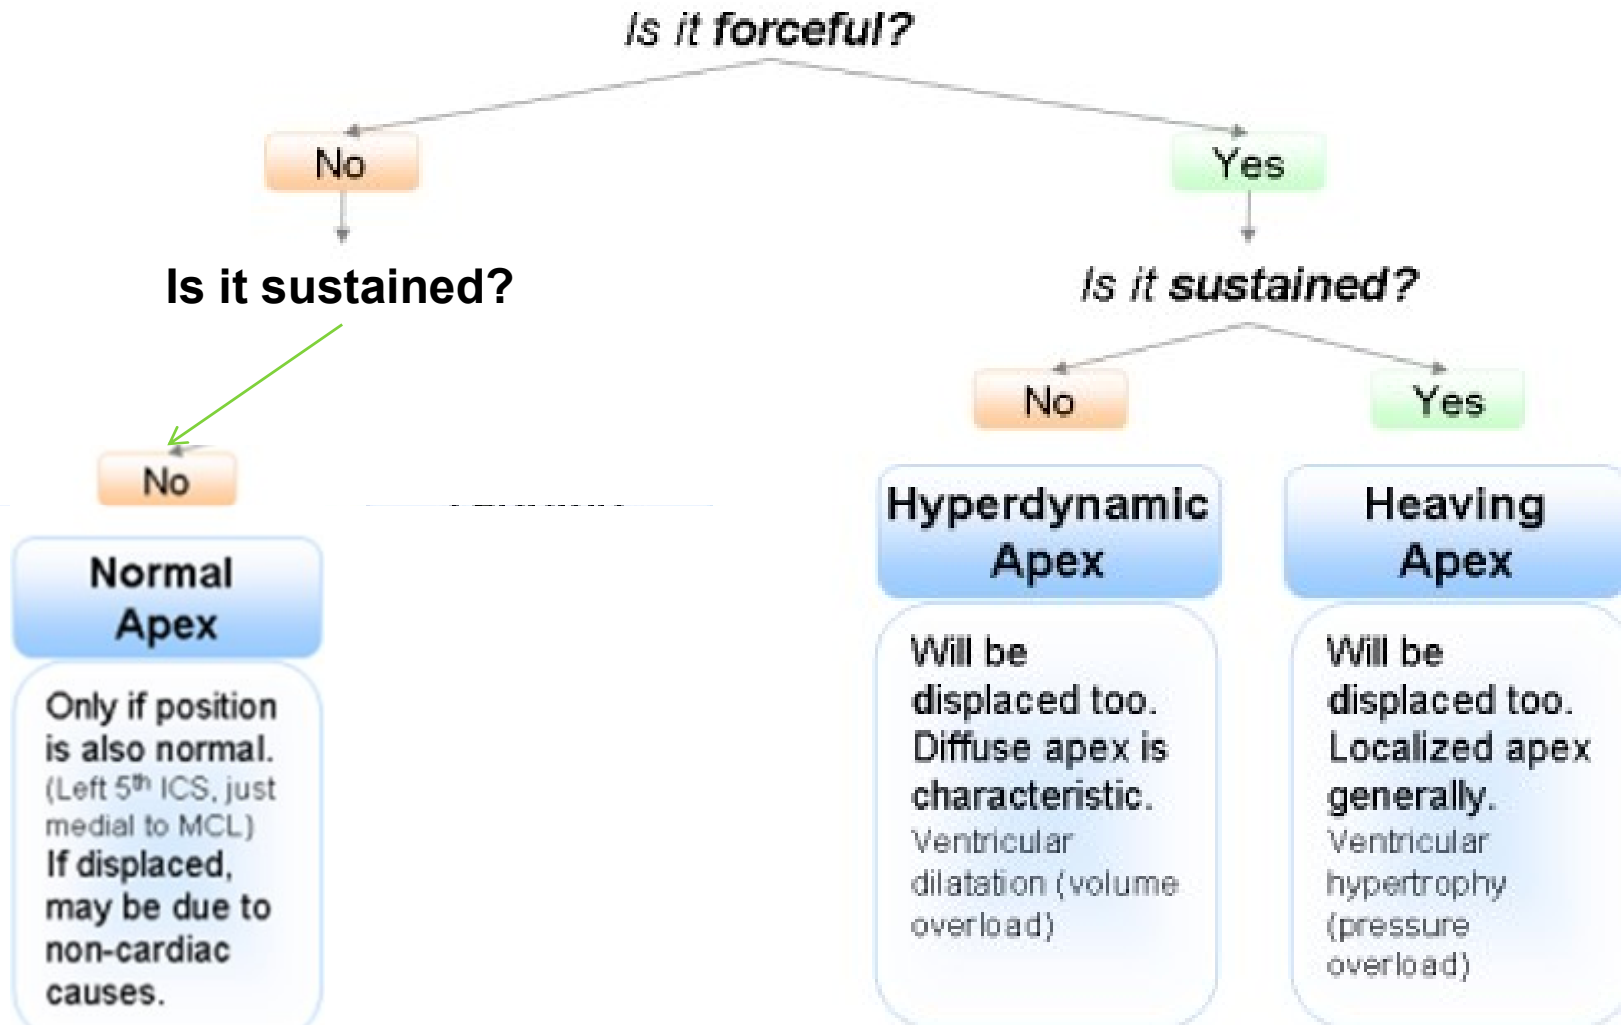 Is it forceful?
No
Yes
Is it sustained?
Is it sustained?
No
Yes
No
Hyperdynamic
Apex
Heaving
Apex
Normal
Apex
Will be
displaced too.
Diffuse apex is
characteristic.
Ventricular
dilatation (volume
overload)
Will be
displaced too.
Localized apex
generally.
Ventricular
hypertrophy
(pressure
overload)
Only if position
is also normal.
(Left 5th ICS, just
medial to MCL)
If displaced,
may be due to
non-cardiac
causes.